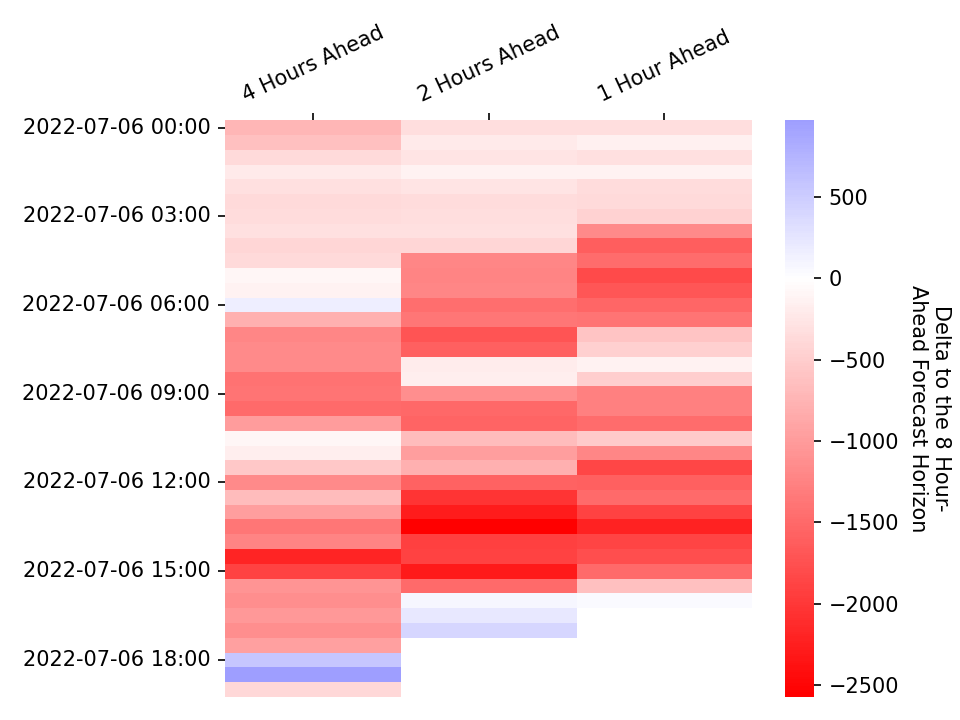 4 Hours Ahead
2 Hours Ahead
1 Hour Ahead
2022-07-06 00:00
2022-07-06 03:00
2022-07-06 06:00
2022-07-06 09:00
2022-07-06 12:00
2022-07-06 15:00
2022-07-06 18:00
500
0
−500
−1000
−1500
−2000
−2500
Delta to the 8 Hour-
Ahead Forecast Horizon